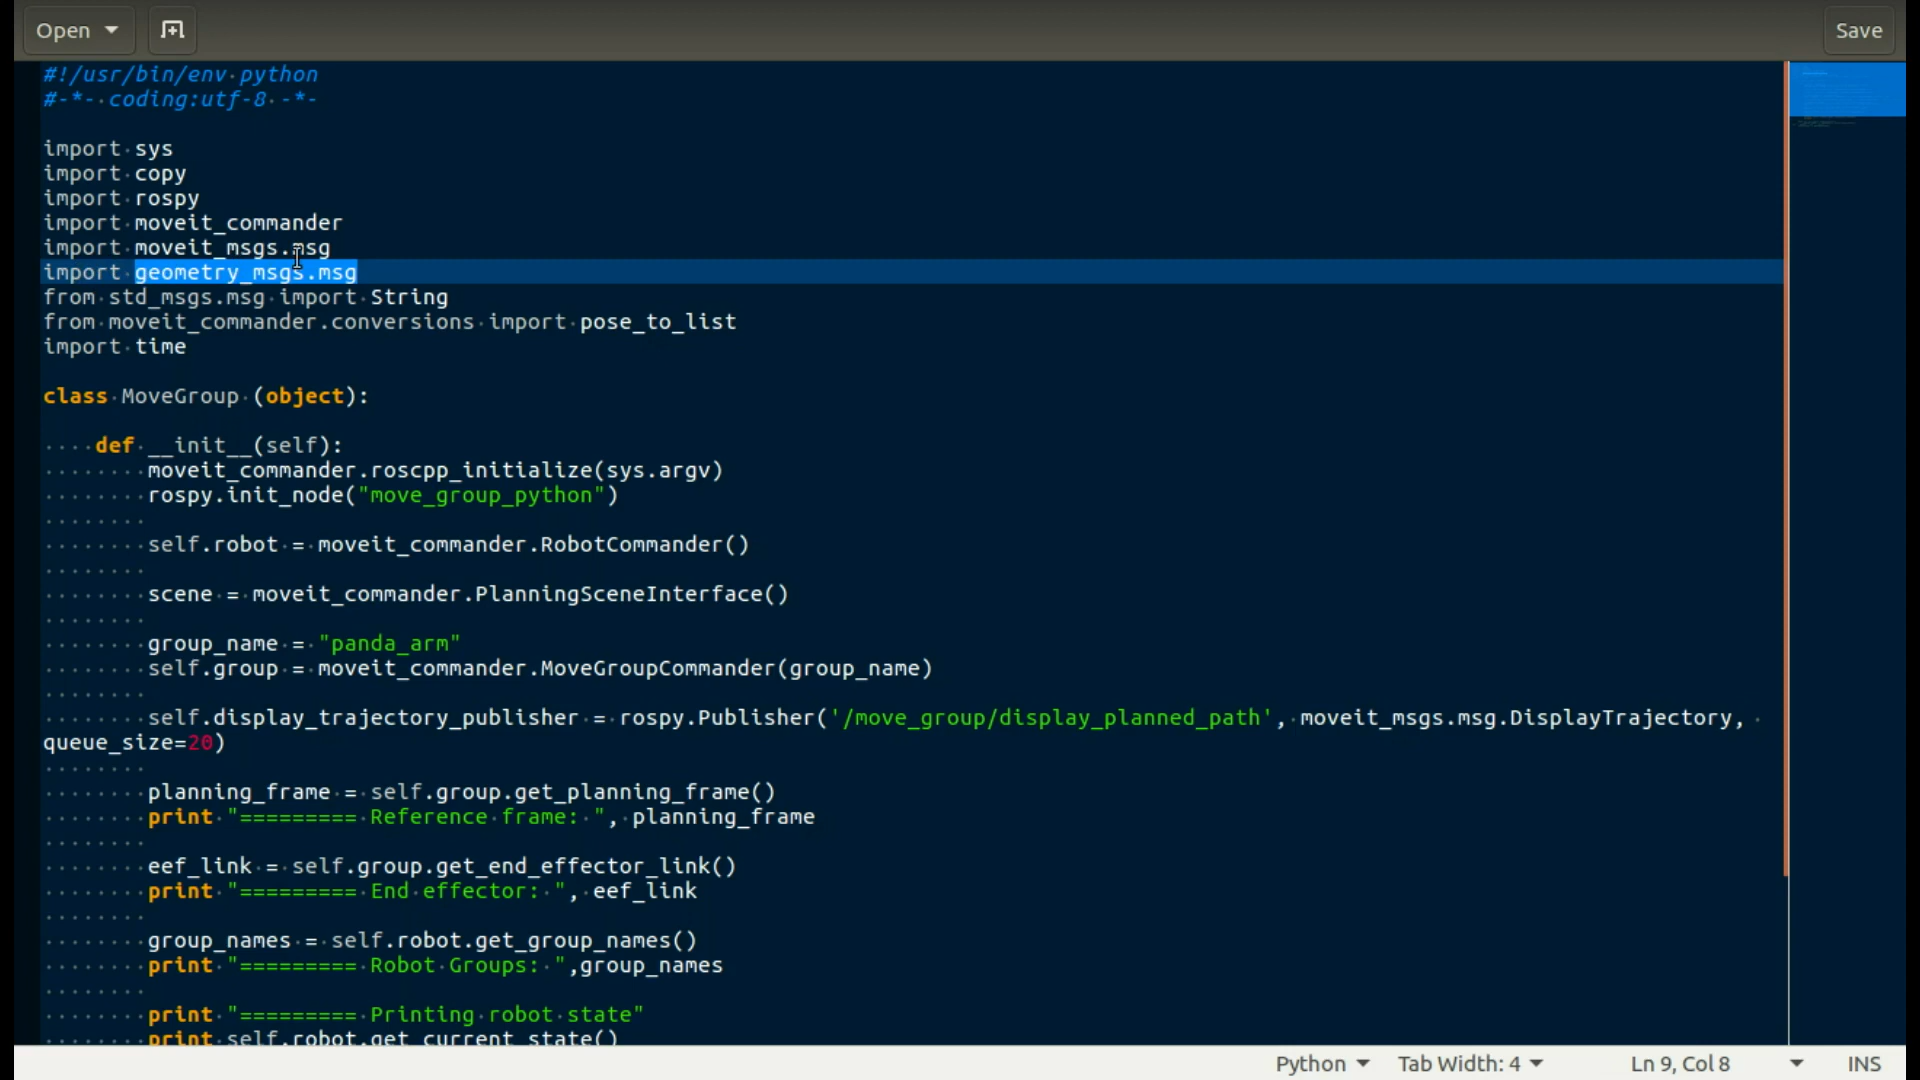 Open
Save
#!/usr/bin/env python
#-*- coding:utf-8 -*-
import sys
import copy
import rospy
import moveit_commander
import moveit_msgs.msg
import geometry_msgs.msg
from std_msgs.msg import String
from moveit_commander.conversions import pose_to_list
import time
class MoveGroup (object):
def __init__(self):
moveit_commander.roscpp_initialize(sys.argv)
rospy.init_node("move_group_python")
self.robot = moveit_commander.RobotCommander()
scene = moveit_commander.PlanningSceneInterface()
group_name = "panda_arm"
self.group = moveit_commander.MoveGroupCommander(group_name)
self.display_trajectory_publisher = rospy.Publisher('/move_group/display_planned_path', moveit_msgs.msg.DisplayTrajectory,
queue_size=20)
planning_frame = self.group.get_planning_frame()
print "========= Reference frame: ", planning_frame
eef_link = self.group.get_end_effector_link()
print "========= End effector: ", eef_link
group_names = self.robot.get_group_names()
print "========= Robot Groups: ",group_names
print "========= Printing robot state"
print self.robot.get_current_state()
Python
Tab Width: 4
Ln 9, Col 8
INS